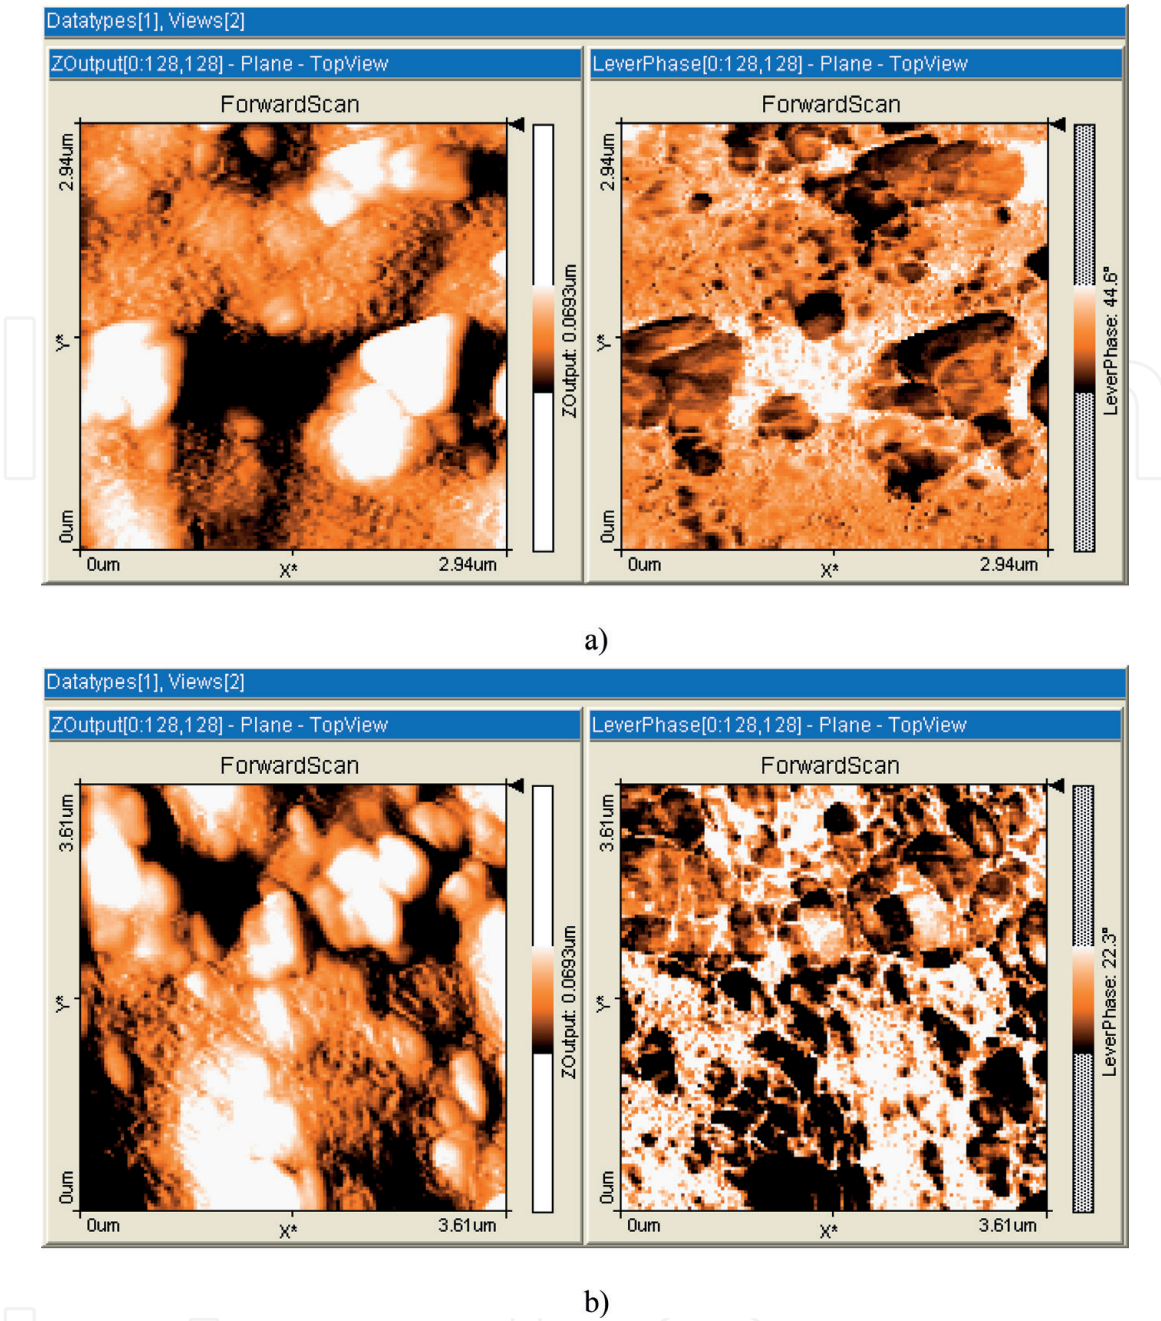 Datatypes[1], Views[2]
ZOutput[0:128,128] - Plane - TopView
ForwardScan
2.94um
Y*
0um
0um
X*
2.94um
ZOutput: 0.0693um
LeverPhase[0:128,128] - Plane - TopView
ForwardScan
2.94um
Y*
0um
0um
X*
2.94um
LeverPhase: 44.6°
a)
Datatypes[1], Views[2]
ZOutput[0:128,128] - Plane - TopView
ForwardScan
3.61um
Y*
0um
0um
X*
3.61um
ZOutput: 0.0693um
LeverPhase[0:128,128] - Plane - TopView
ForwardScan
3.61um
Y*
0um
0um
X*
3.61um
LeverPhase: 22.3°
b)